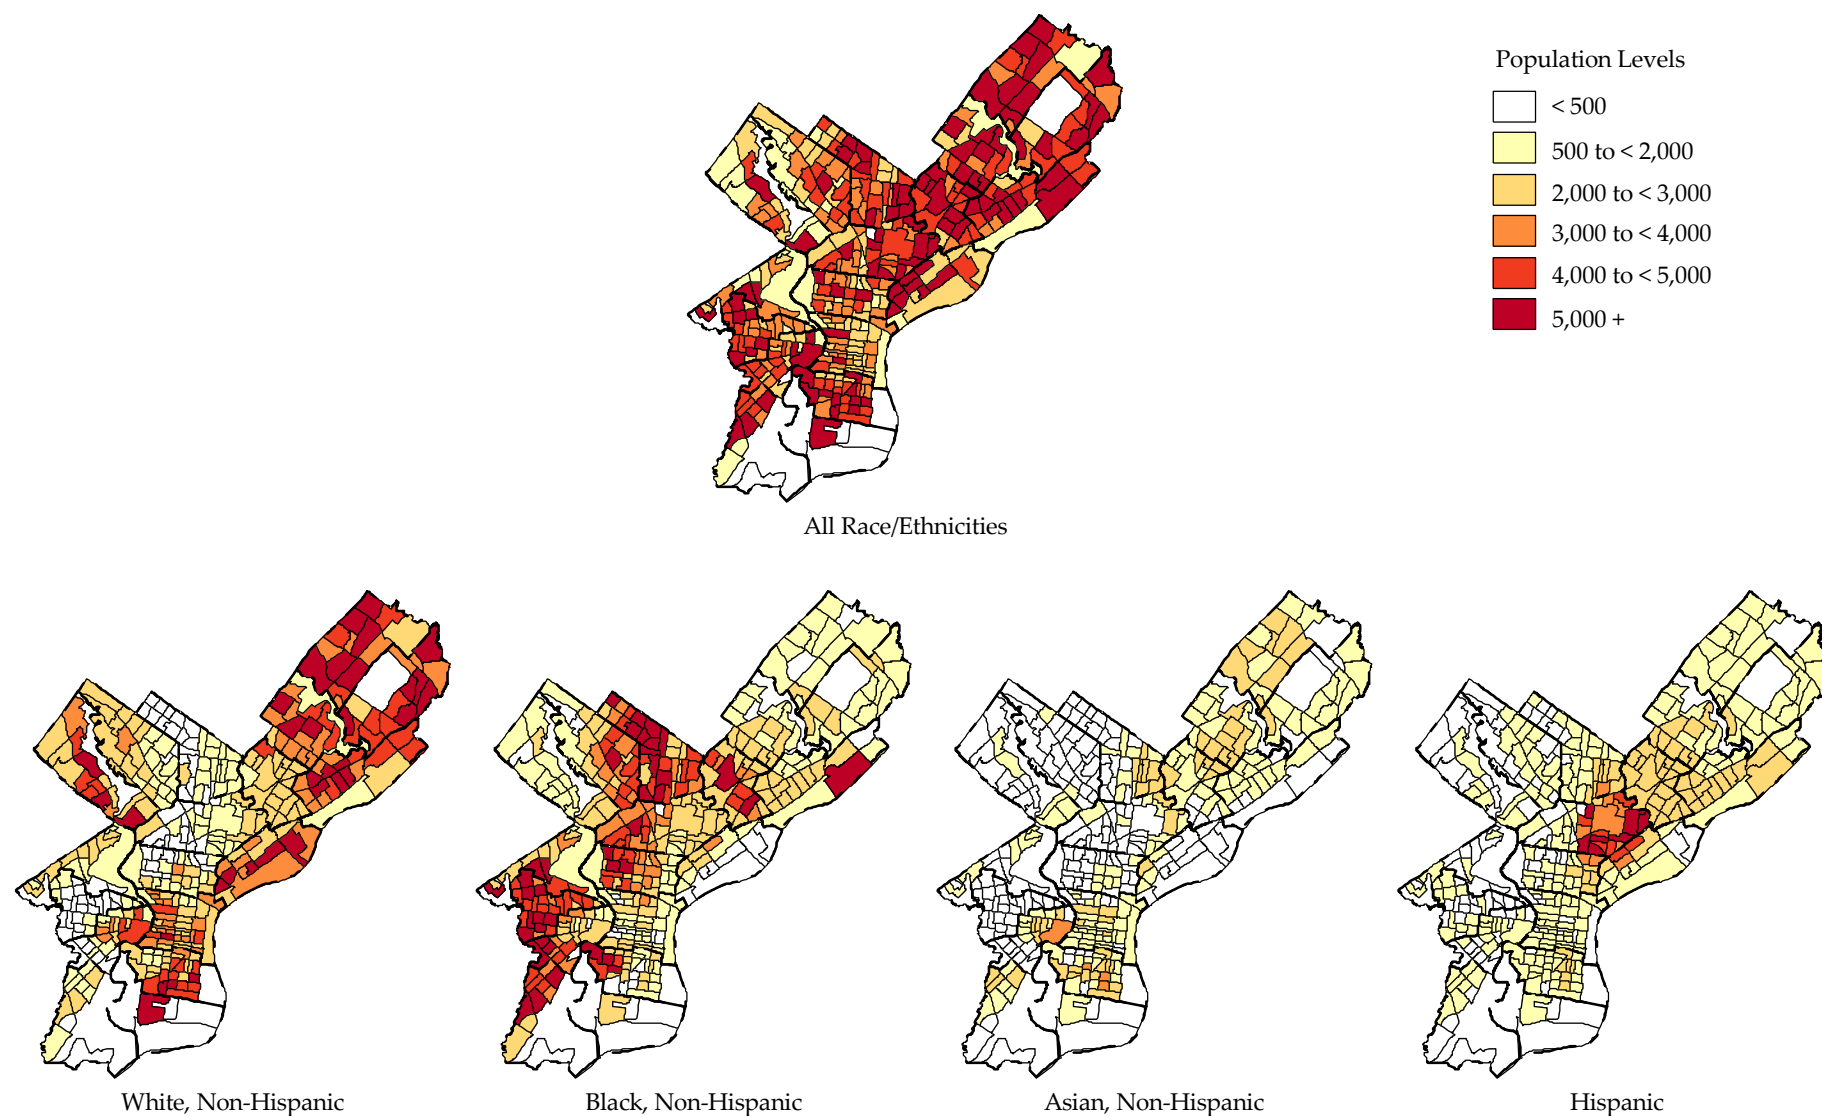 Population Levels
< 500
500 to < 2,000
2,000 to < 3,000
3,000 to < 4,000
4,000 to < 5,000
5,000 +
All Race/Ethnicities
White, Non-Hispanic
Black, Non-Hispanic
Asian, Non-Hispanic
Hispanic